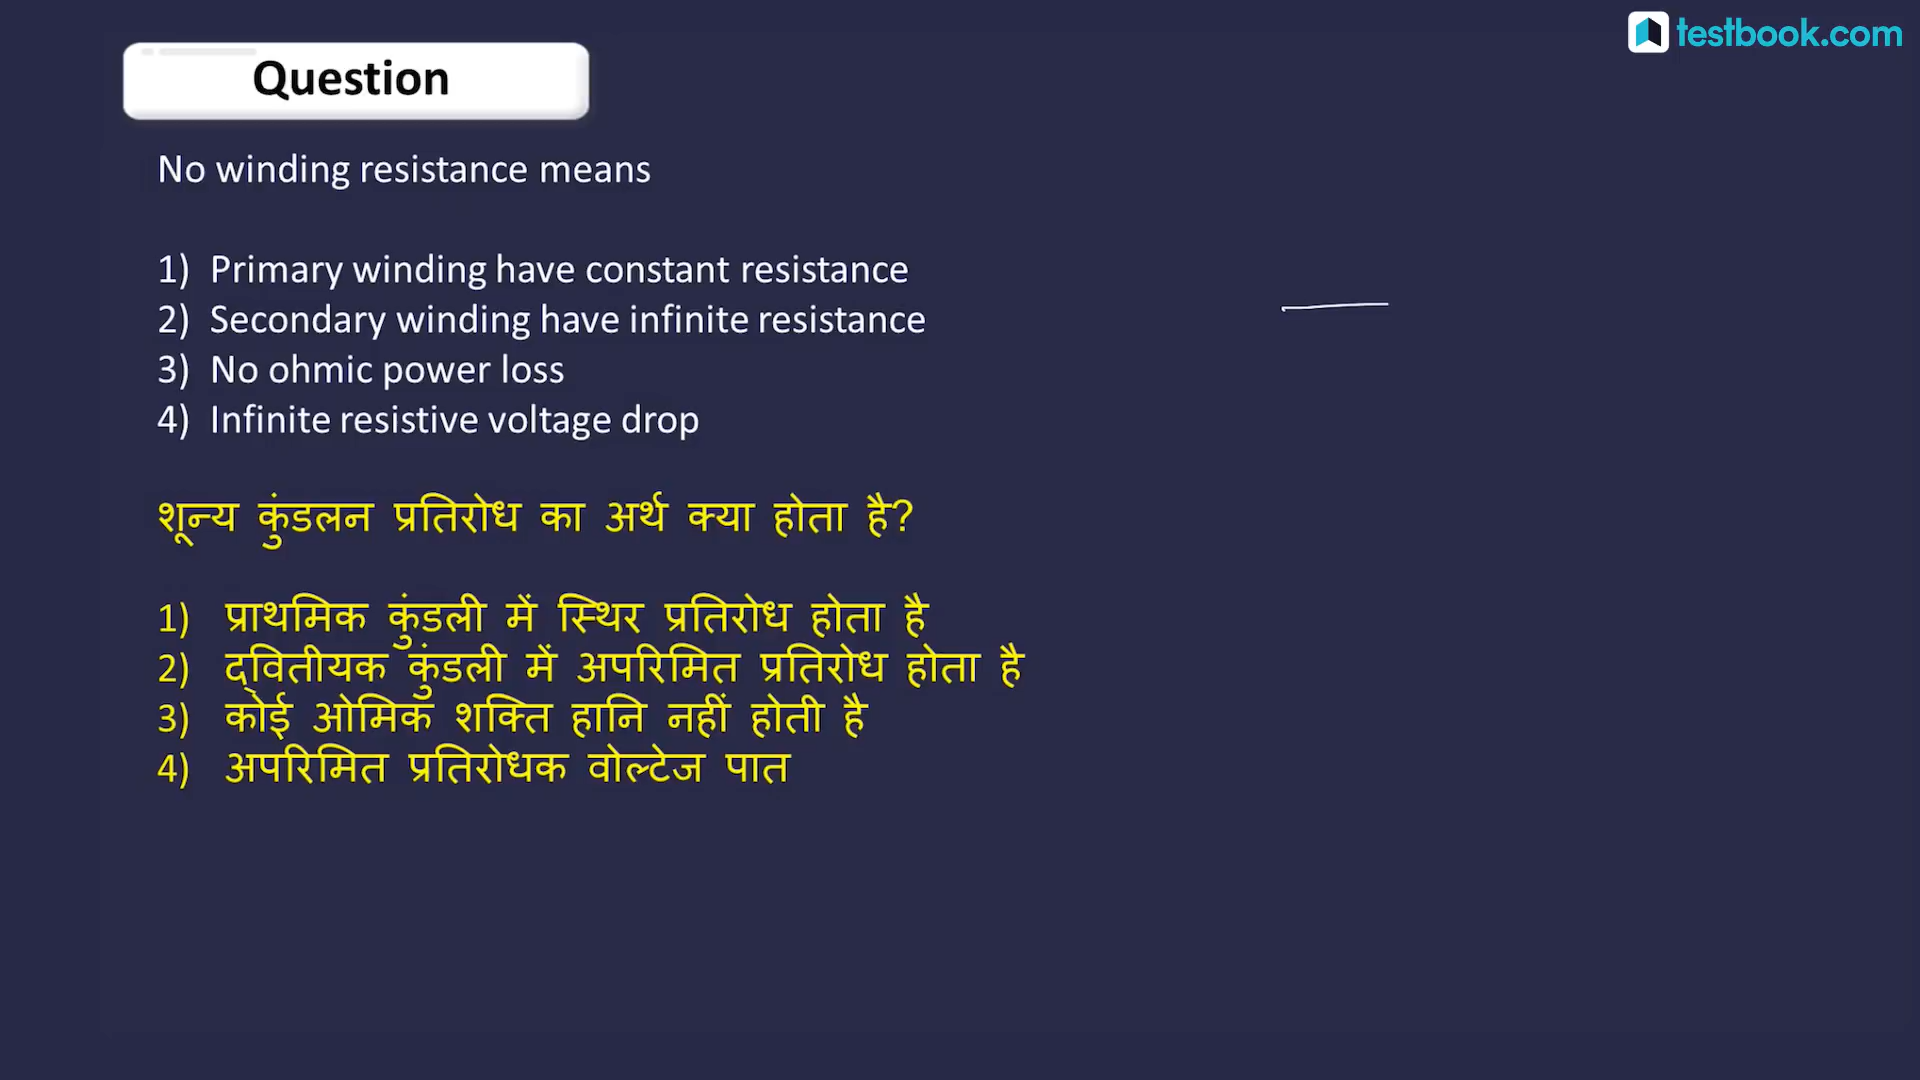 testbook.com
Question
No winding resistance means
1) Primary winding have constant resistance
2) Secondary winding have infinite resistance
3) No ohmic power loss
4) Infinite resistive voltage drop
शून्य कुंडलन प्रतिरोध का अर्थ क्या होता है?
1) प्राथमिक कुंडली में स्थिर प्रतिरोध होता है
2) द्वितीयक कुंडली में अपरिमित प्रतिरोध होता है
3) कोई ओमिक शक्ति हानि नहीं होती है
4) अपरिमित प्रतिरोधक वोल्टेज पात